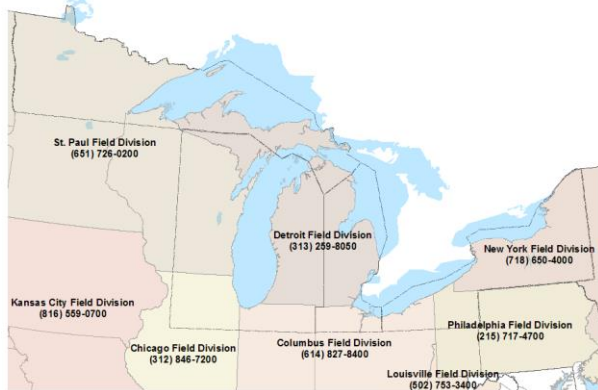 St. Paul Field Division
(651) 726-0200
Detroit Field Division
(313) 259-8050
New York Field Division
(718) 650-4000
Kansas City Field Division
(816) 559-0700
Chicago Field Division
(312) 846-7200
Columbus Field Division
(614) 827-8400
Philadelphia Field Division
(215) 717-4700
Louisville Field Division
(502) 753-3400